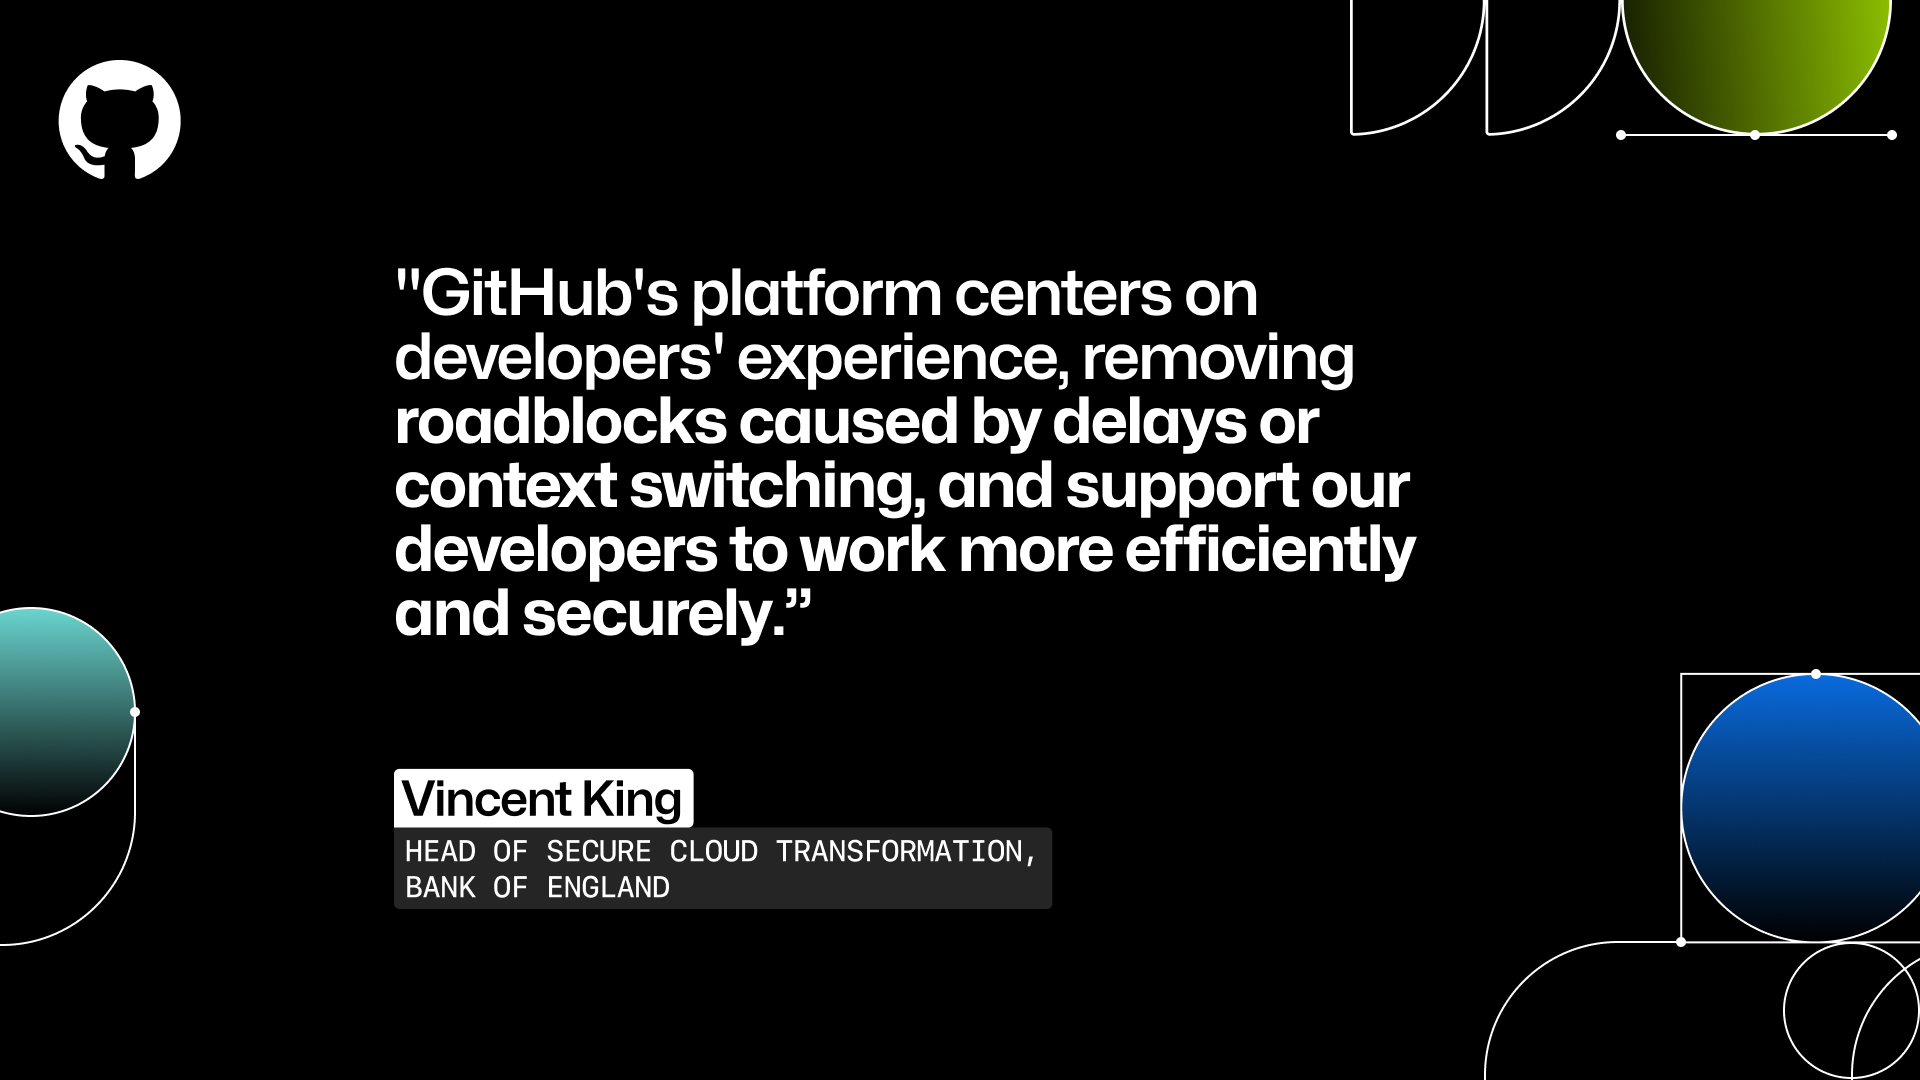 "GitHub's platform centers on
developers' experience, removing
roadblocks caused by delays or
context switching, and support our
developers to work more efficiently
and securely.”
Vincent King
HEAD OF SECURE CLOUD TRANSFORMATION,
BANK OF ENGLAND